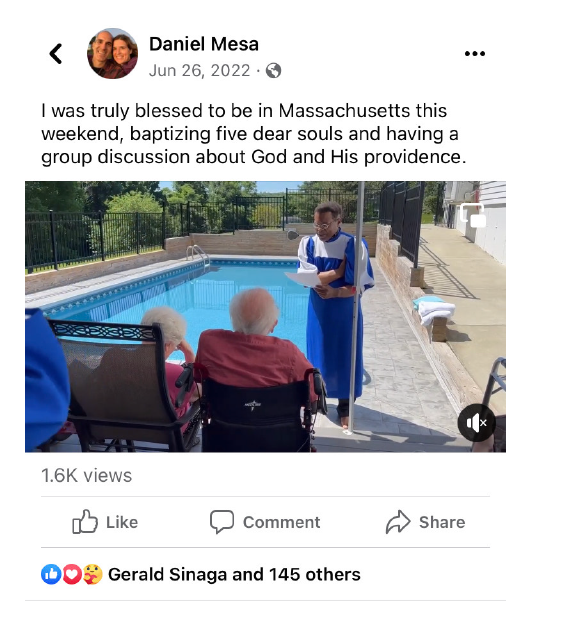 Daniel Mesa
Jun 26, 2022 ·
I was truly blessed to be in Massachusetts this
weekend, baptizing five dear souls and having a
group discussion about God and His providence.
1.6K views
Like
Comment
Share
Gerald Sinaga and 145 others